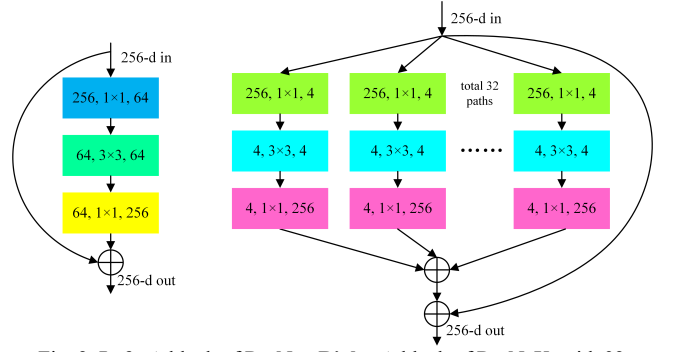 256-d in
256, 1×1, 64
64, 3×3, 64
64, 1×1, 256
256-d out
256-d in
256, 1×1, 4
256, 1×1, 4
total 32
paths
256, 1×1, 4
4, 3×3, 4
4, 3×3, 4
......
4, 3×3, 4
4, 1×1, 256
4, 1×1, 256
4, 1×1, 256
256-d out